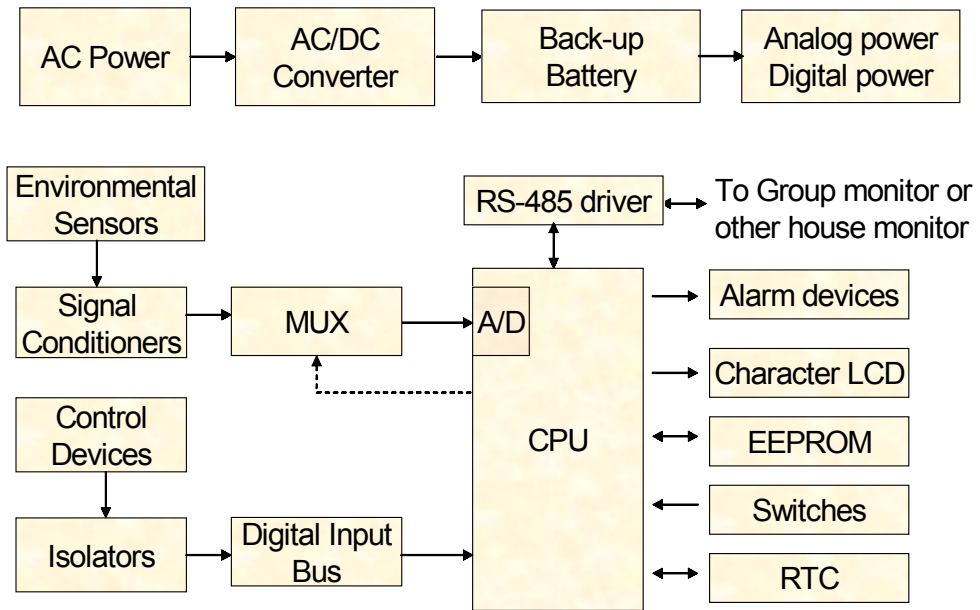 AC Power
AC/DC
Converter
Back-up
Battery
Analog power
Digital power
Environmental
Sensors
RS-485 driver
To Group monitor or
other house monitor
Signal
Conditioners
MUX
A/D
Alarm devices
Character LCD
Control
Devices
CPU
EEPROM
Switches
Isolators
Digital Input
Bus
RTC